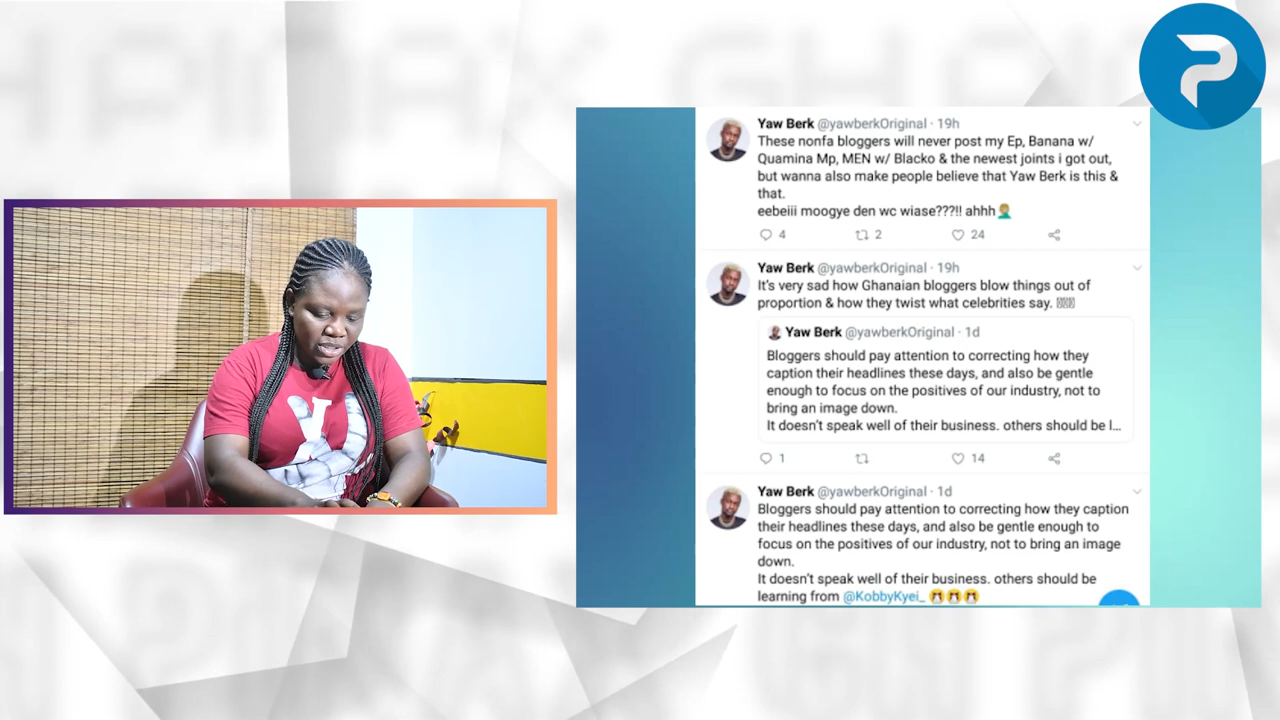 Yaw Berk @yawberkOriginal · 19h
These nonfa bloggers will never post my Ep, Banana w/
Quamina Mp, MEN w/ Blacko & the newest joints i got out,
but wanna also make people believe that Yaw Berk is this &
that.
eebeiii moogye den wc wiase???!! ahhh🤦🏼‍♂️
4 2 24
Yaw Berk @yawberkOriginal · 19h
It's very sad how Ghanaian bloggers blow things out of
proportion & how they twist what celebrities say.
Yaw Berk @yawberkOriginal · 1d
Bloggers should pay attention to correcting how they
caption their headlines these days, and also be gentle
enough to focus on the positives of our industry, not to
bring an image down.
It doesn't speak well of their business. others should be l...
1 14
Yaw Berk @yawberkOriginal · 1d
Bloggers should pay attention to correcting how they caption
their headlines these days, and also be gentle enough to
focus on the positives of our industry, not to bring an image
down.
It doesn't speak well of their business. others should be
learning from @KobbyKyei_